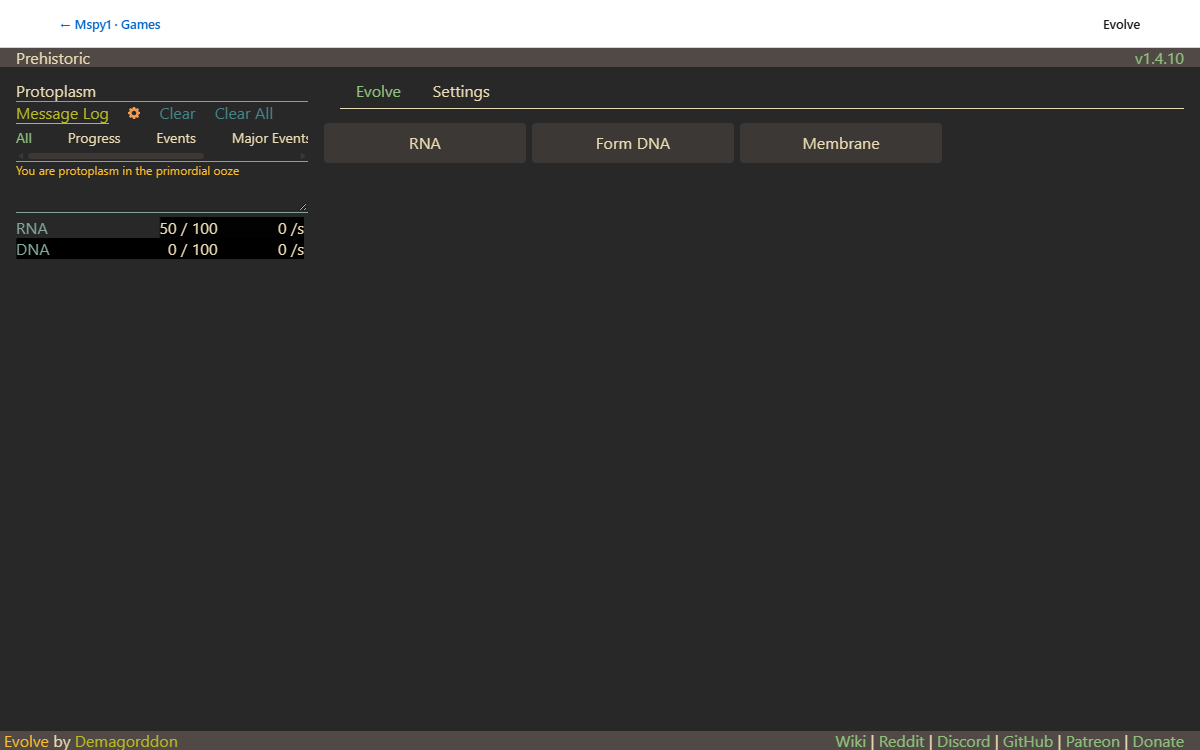 ← Mspy1 · Games
Evolve
Prehistoric
v1.4.10
Protoplasm
Message Log Clear Clear All
All Progress Events Major Events
You are protoplasm in the primordial ooze
RNA 50 / 100 0 /s
DNA 0 / 100 0 /s
Evolve Settings
RNA Form DNA Membrane
Evolve by Demagorddon
Wiki | Reddit | Discord | GitHub | Patreon | Donate